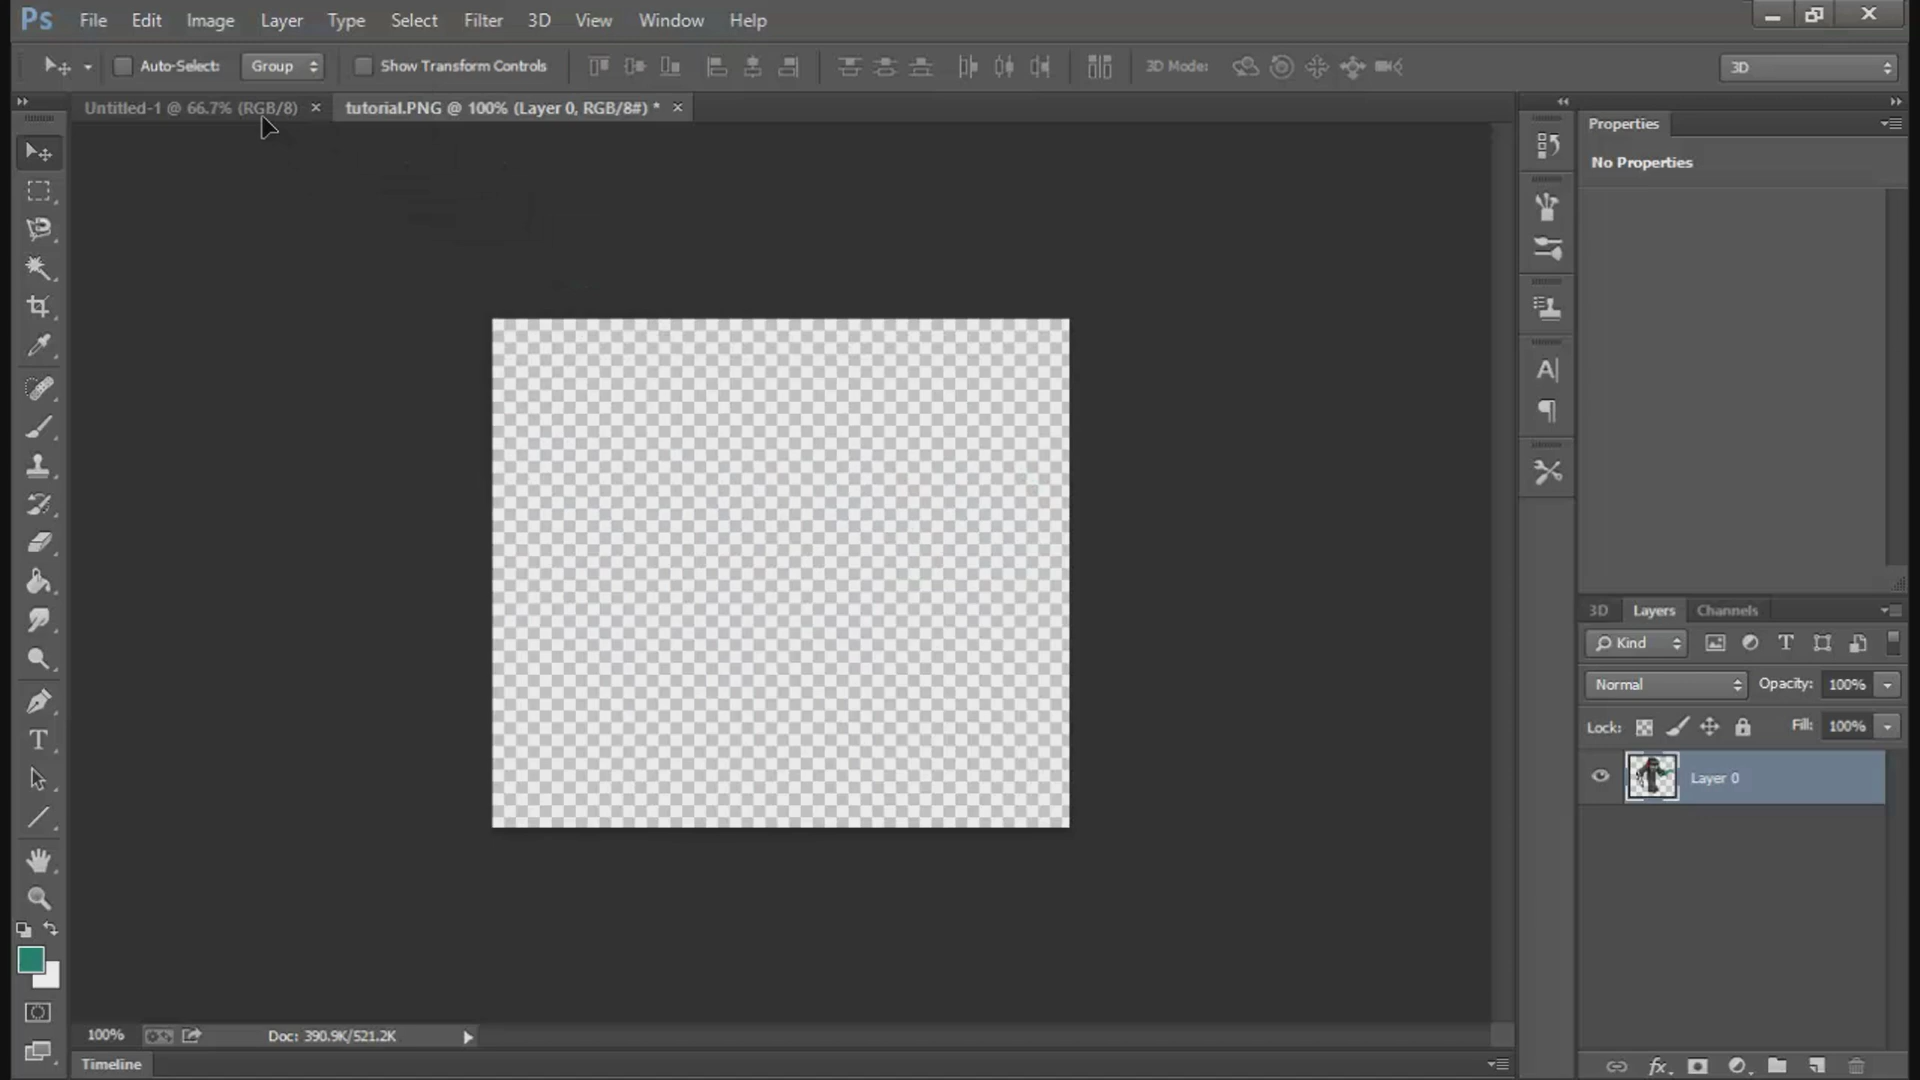 Ps File Edit Image Layer Type Select Filter 3D View Window Help
Auto-Select: Group Show Transform Controls 3D Mode: 3D
Untitled-1 @ 66.7% (RGB/8) × tutorial.PNG @ 100% (Layer 0, RGB/8#) * ×
Properties
No Properties
3D Layers Channels
Kind
Normal Opacity: 100%
Lock: Fill: 100%
Layer 0
100% Doc: 390.9K/521.2K
Timeline